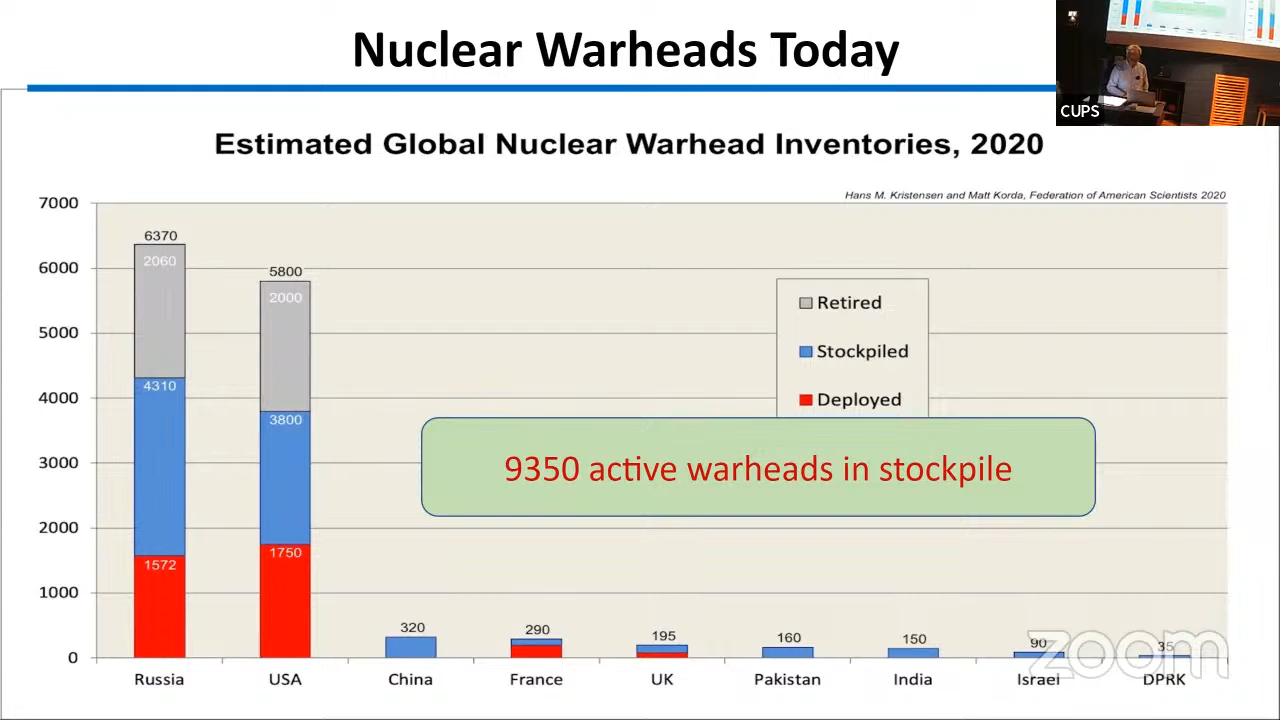 Nuclear Warheads Today
CUPS
Estimated Global Nuclear Warhead Inventories, 2020
Hans M. Kristensen and Matt Korda, Federation of American Scientists 2020
7000
6000
5000
4000
3000
2000
1000
0
6370
2060
4310
1572
5800
2000
3800
1750
320
290
195
160
150
90
35
Retired
Stockpiled
Deployed
9350 active warheads in stockpile
Russia
USA
China
France
UK
Pakistan
India
Israel
DPRK
zoom